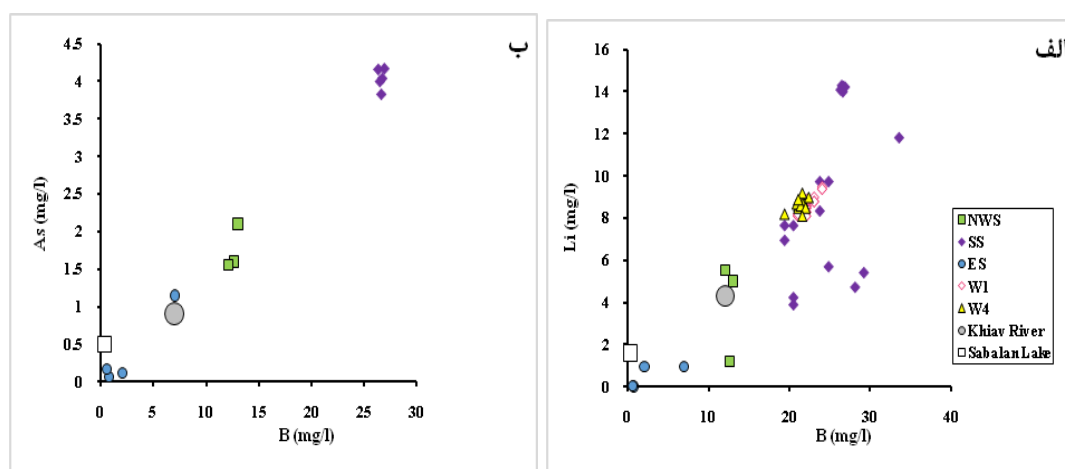 ب
4.5
4
3.5
3
2.5
2
1.5
1
0.5
0
As (mg/l)
0 5 10 15 20 25 30
B (mg/l)
الف
16
14
12
10
8
6
4
2
0
Li (mg/l)
0 10 20 30 40
B (mg/l)
NWS
SS
ES
W1
W4
Khiav River
Sabalan Lake